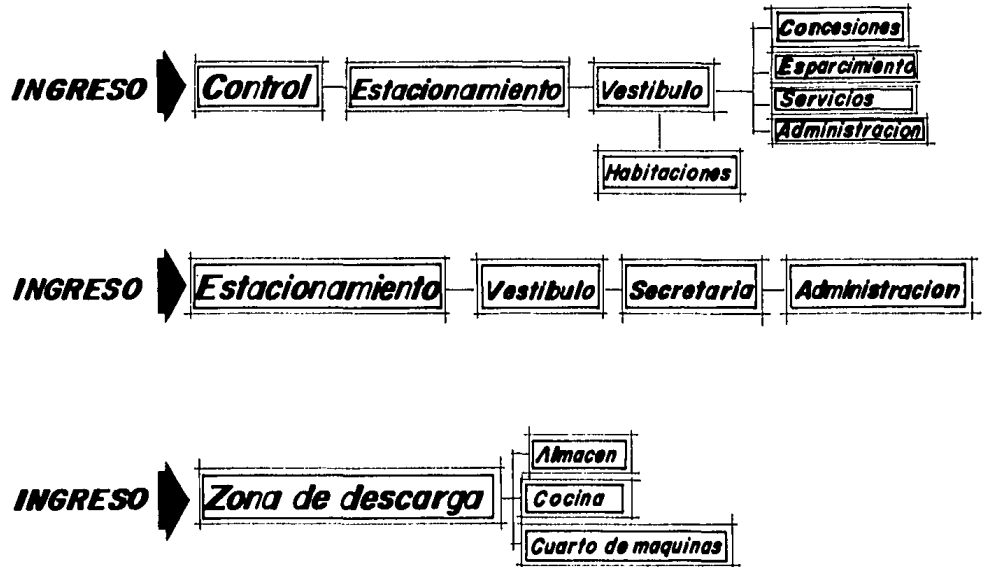 Concesiones
INGRESO Control Estacionamiento Vestibulo Esparcimiento
Servicios
Administracion
Habitaciones
INGRESO Estacionamiento Vestibulo Secretaria Administracion
Almacen
INGRESO Zona de descarga Cocina
Cuarto de maquinas